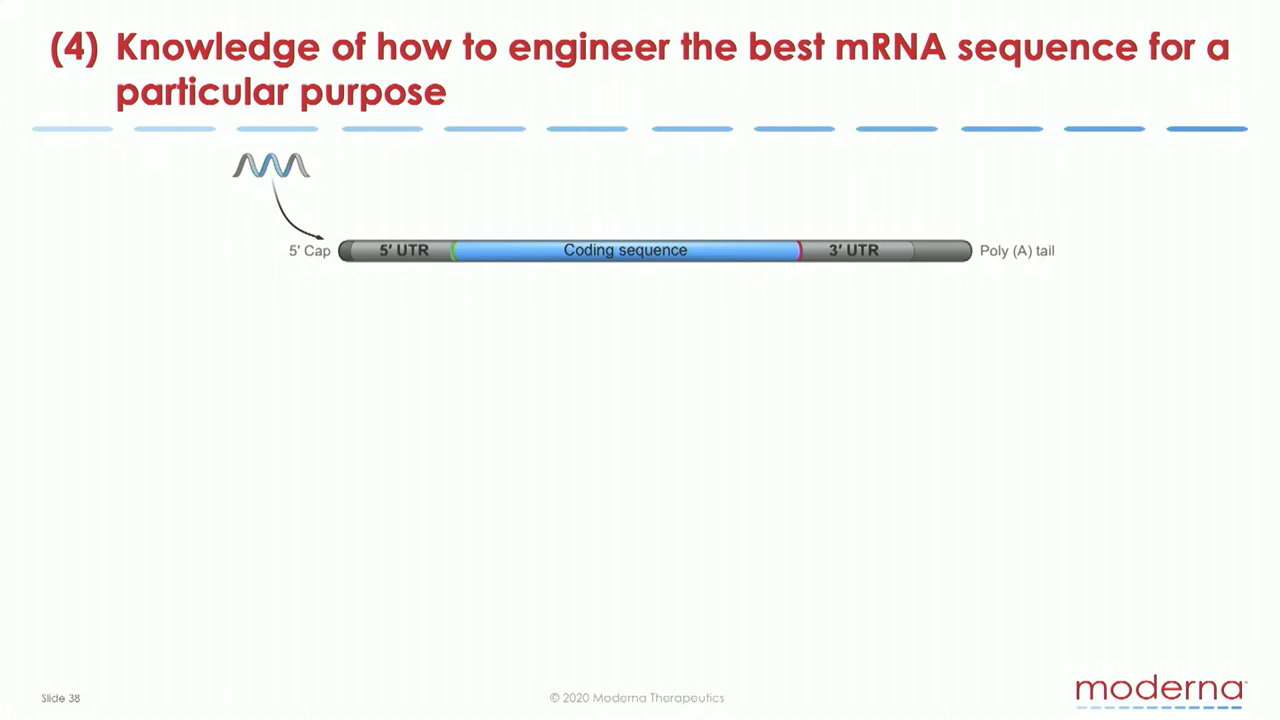 (4) Knowledge of how to engineer the best mRNA sequence for a
particular purpose
5′ Cap
5′ UTR
Coding sequence
3′ UTR
Poly (A) tail
Slide 38
© 2020 Moderna Therapeutics
moderna